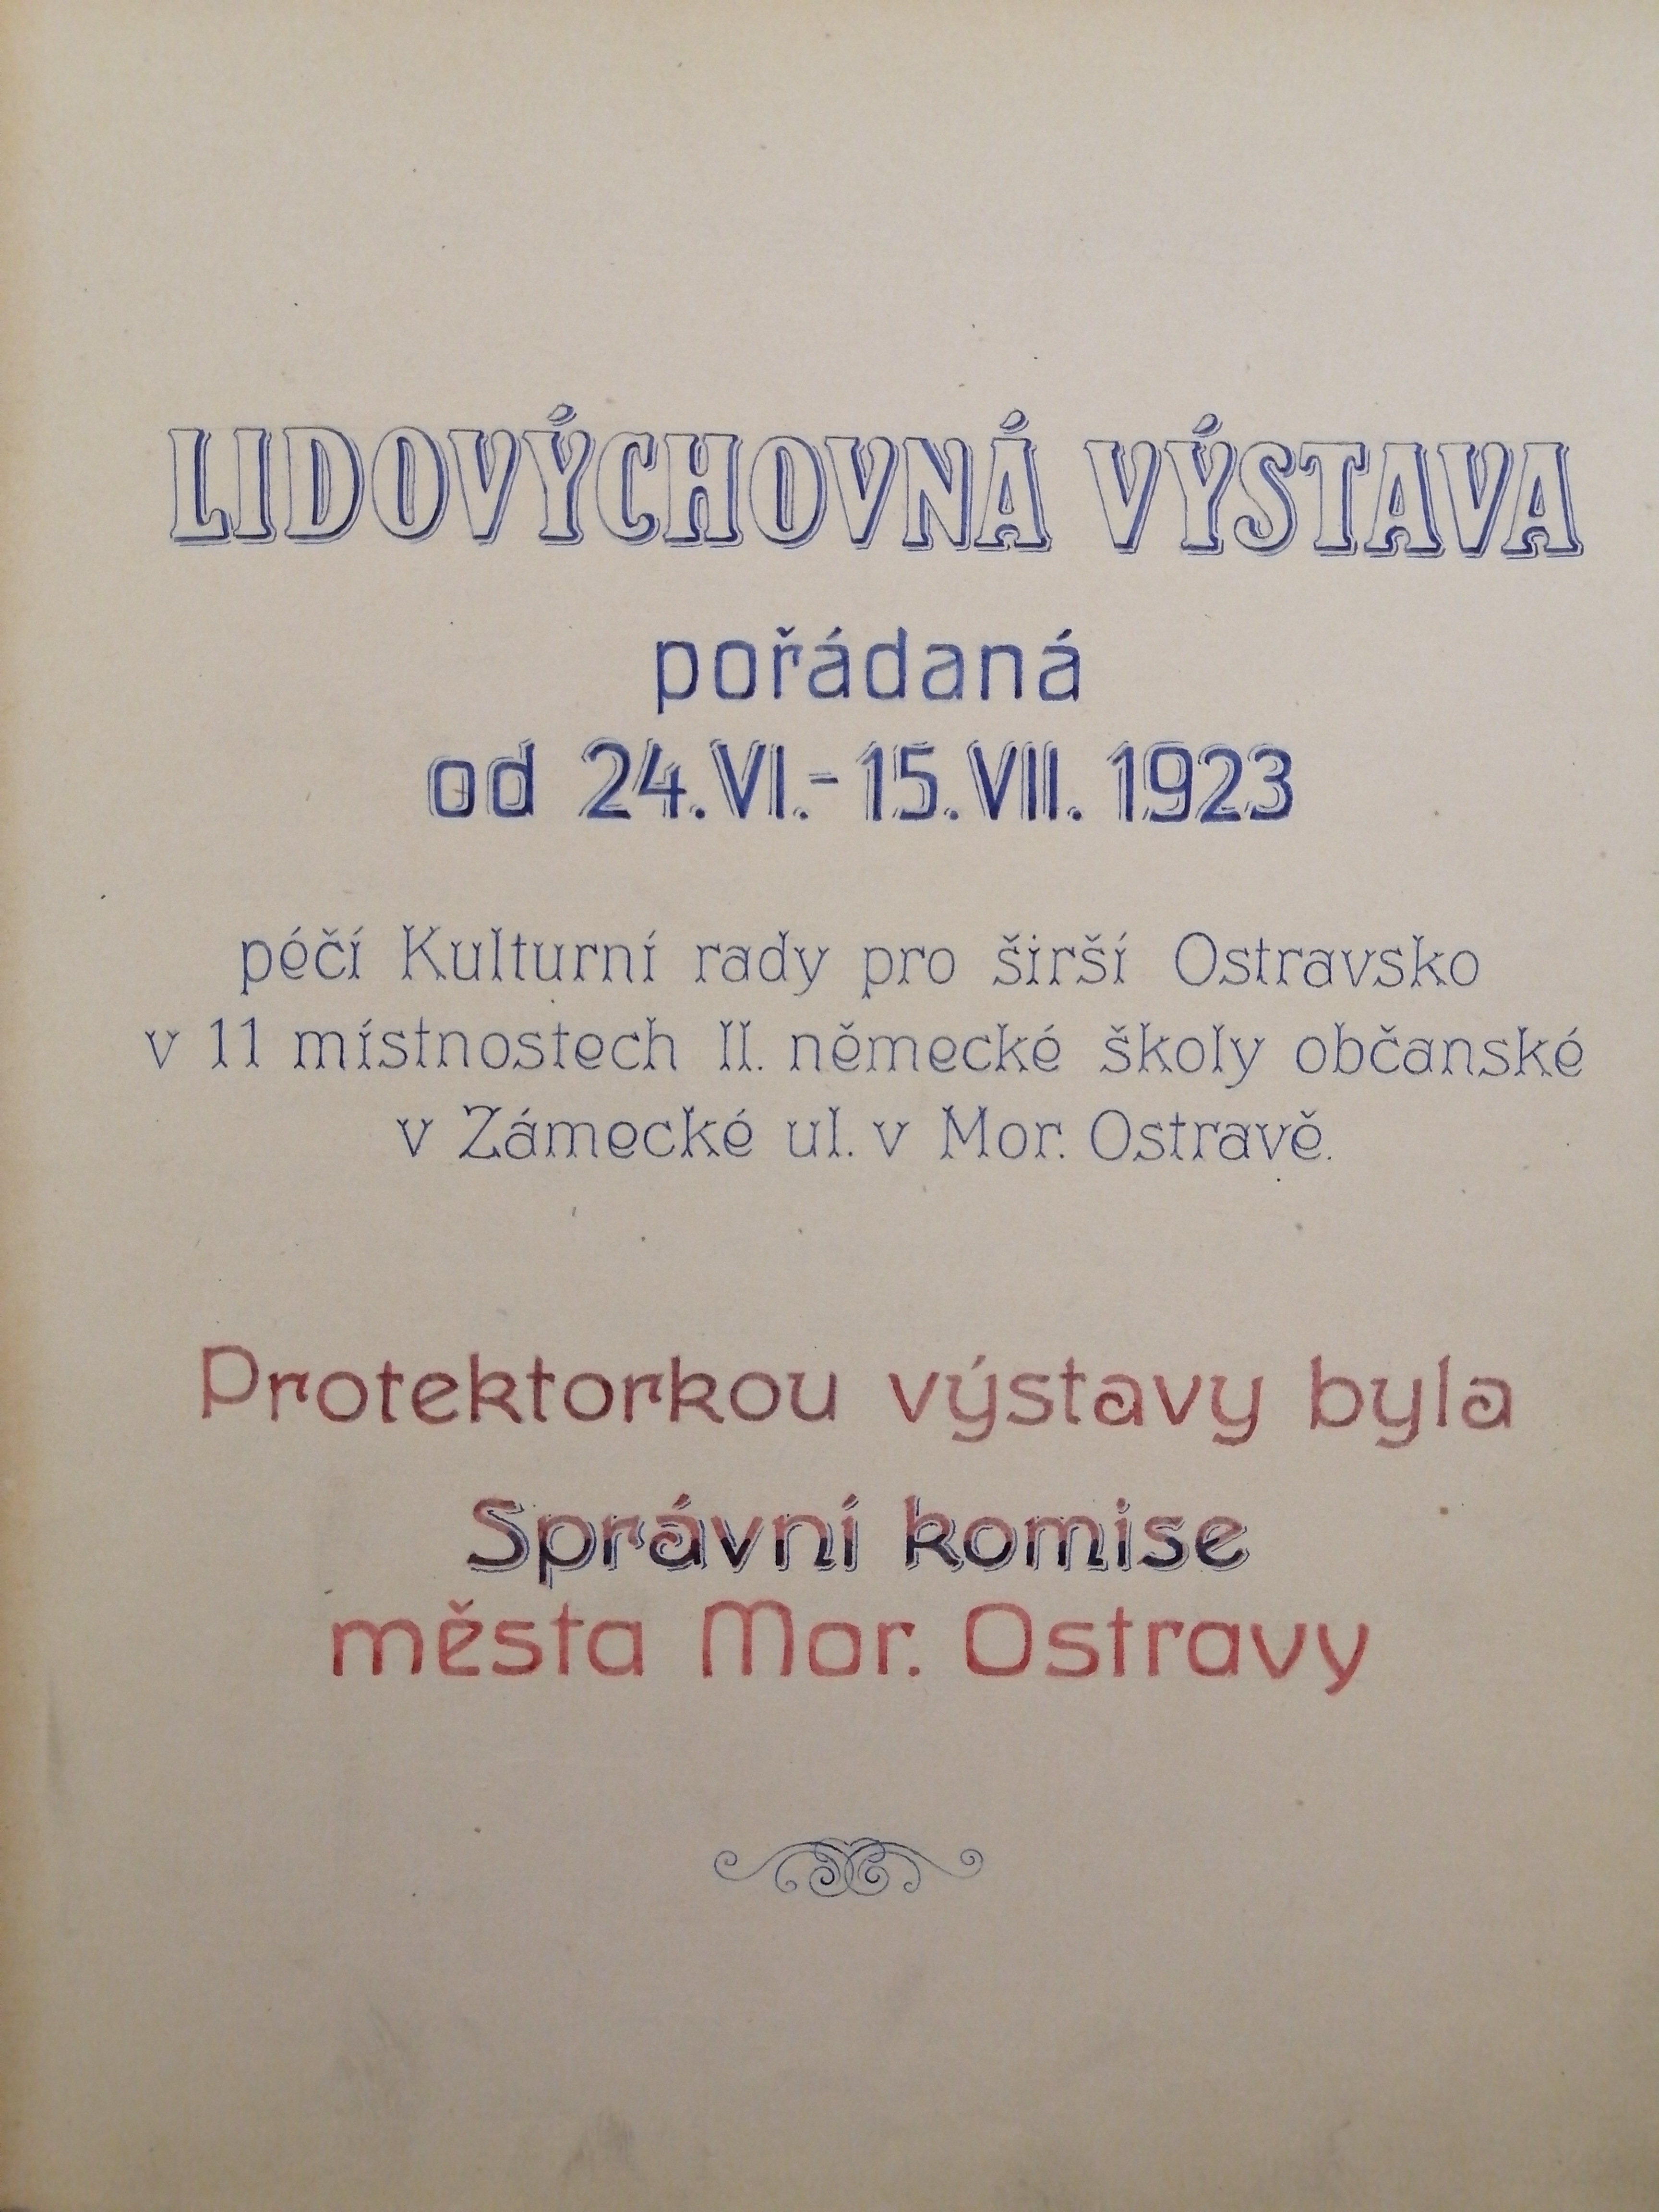 LIDOVÝCHOVNÁ VÝSTAVA
pořádaná
od 24.VI.-15.VII. 1923
péčí Kulturní rady pro širší Ostravsko
v 11 místnostech II. německé školy občanské
v Zámecké ul. v Mor. Ostravě.
Protektorkou výstavy byla
Správní komise
města Mor. Ostravy